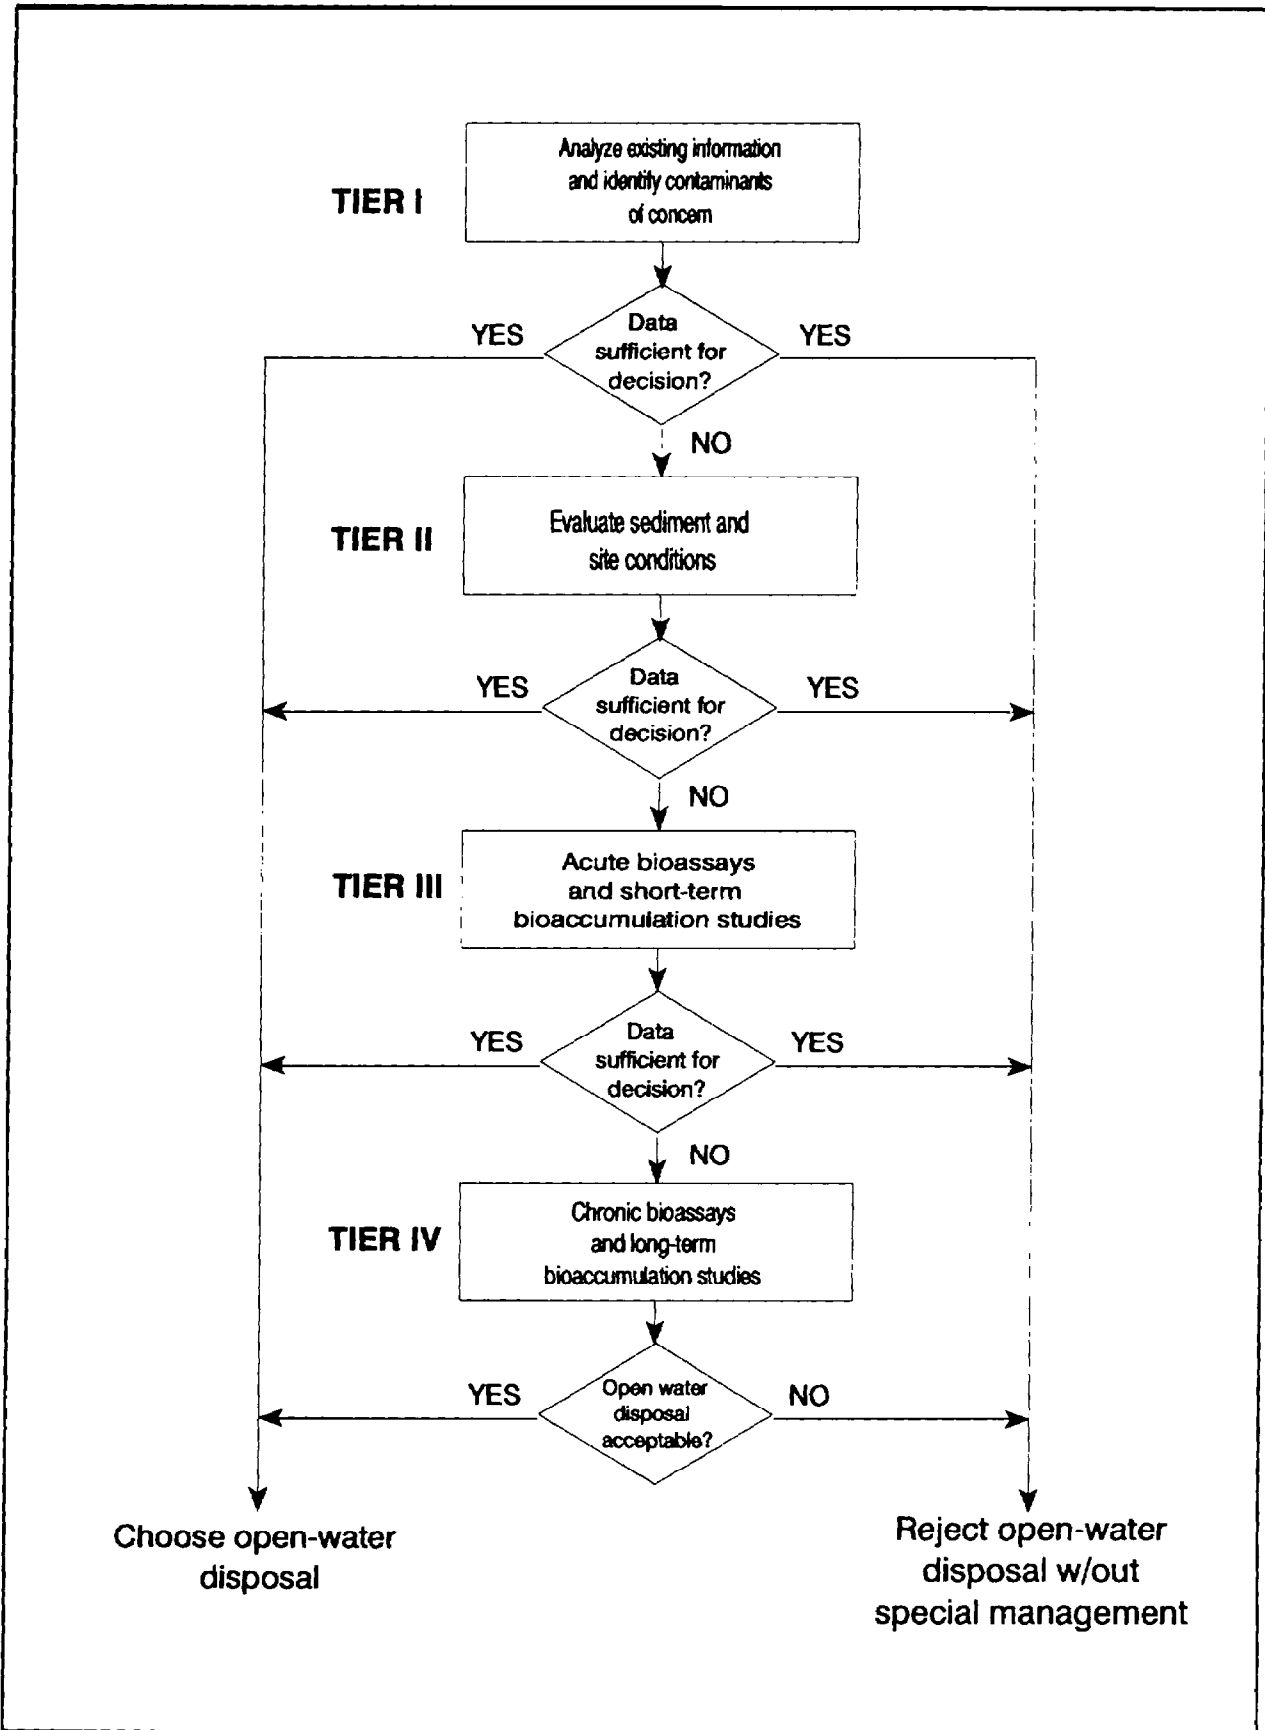 Analyze existing information
and identify contaminants
of concern
TIER I
Data
sufficient for
decision?
YES
YES
NO
TIER II
Evaluate sediment and
site conditions
Data
sufficient for
decision?
YES
YES
NO
TIER III
Acute bioassays
and short-term
bioaccumulation studies
Data
sufficient for
decision?
YES
YES
NO
TIER IV
Chronic bioassays
and long-term
bioaccumulation studies
Open water
disposal
acceptable?
YES
NO
Choose open-water
disposal
Reject open-water
disposal w/out
special management